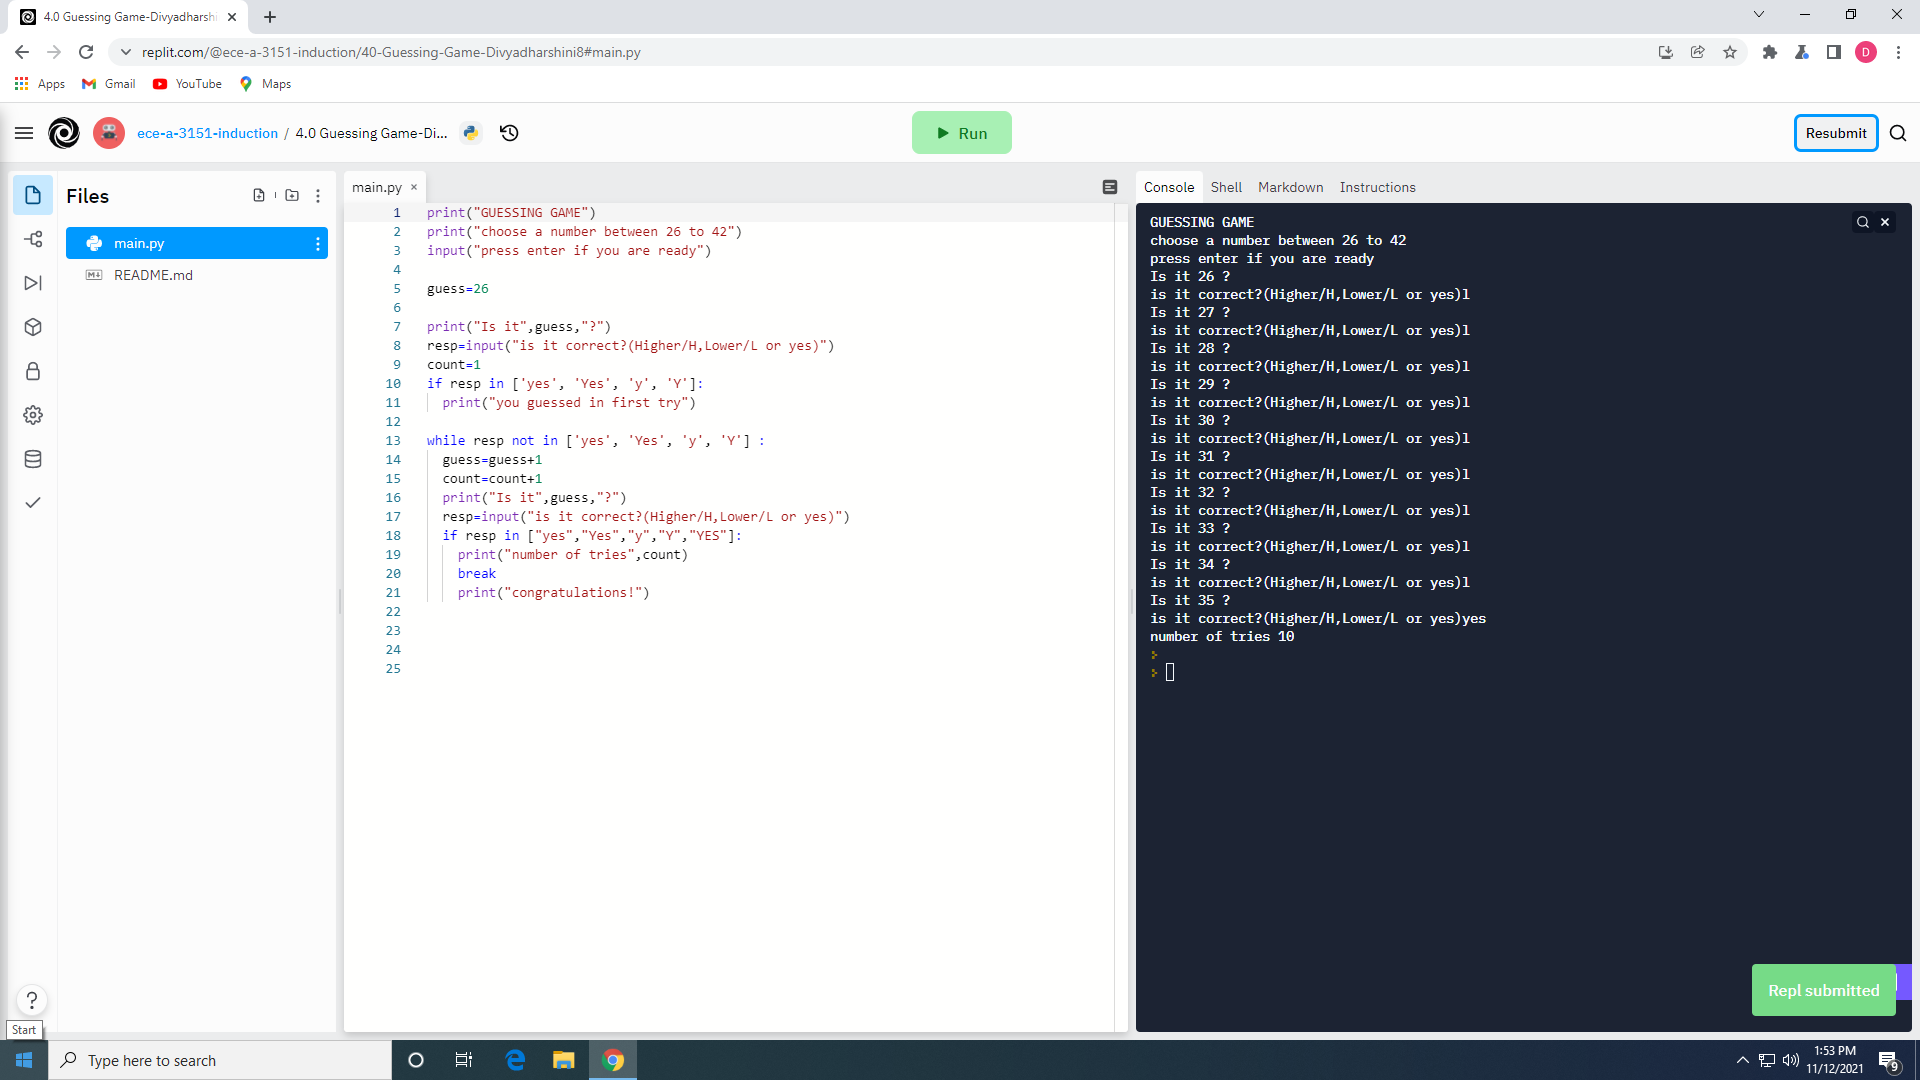 4.0 Guessing Game-Divyadharshi
replit.com/@ece-a-3151-induction/40-Guessing-Game-Divyadharshini8#main.py
D
Apps
Gmail
YouTube
Maps
ece-a-3151-induction / 4.0 Guessing Game-Di...
Run
Resubmit
Files
main.py
README.md
main.py
1 print("GUESSING GAME")
2 print("choose a number between 26 to 42")
3 input("press enter if you are ready")
4
5 guess=26
6
7 print("Is it",guess,"?")
8 resp=input("is it correct?(Higher/H,Lower/L or yes)")
9 count=1
10 if resp in ['yes', 'Yes', 'y', 'Y']:
11 print("you guessed in first try")
12
13 while resp not in ['yes', 'Yes', 'y', 'Y'] :
14 guess=guess+1
15 count=count+1
16 print("Is it",guess,"?")
17 resp=input("is it correct?(Higher/H,Lower/L or yes)")
18 if resp in ["yes","Yes","y","Y","YES"]:
19 print("number of tries",count)
20 break
21 print("congratulations!")
22
23
24
25
Console Shell Markdown Instructions
GUESSING GAME
choose a number between 26 to 42
press enter if you are ready
Is it 26 ?
is it correct?(Higher/H,Lower/L or yes)l
Is it 27 ?
is it correct?(Higher/H,Lower/L or yes)l
Is it 28 ?
is it correct?(Higher/H,Lower/L or yes)l
Is it 29 ?
is it correct?(Higher/H,Lower/L or yes)l
Is it 30 ?
is it correct?(Higher/H,Lower/L or yes)l
Is it 31 ?
is it correct?(Higher/H,Lower/L or yes)l
Is it 32 ?
is it correct?(Higher/H,Lower/L or yes)l
Is it 33 ?
is it correct?(Higher/H,Lower/L or yes)l
Is it 34 ?
is it correct?(Higher/H,Lower/L or yes)l
Is it 35 ?
is it correct?(Higher/H,Lower/L or yes)yes
number of tries 10
Repl submitted
?
Start
Type here to search
1:53 PM
11/12/2021
9